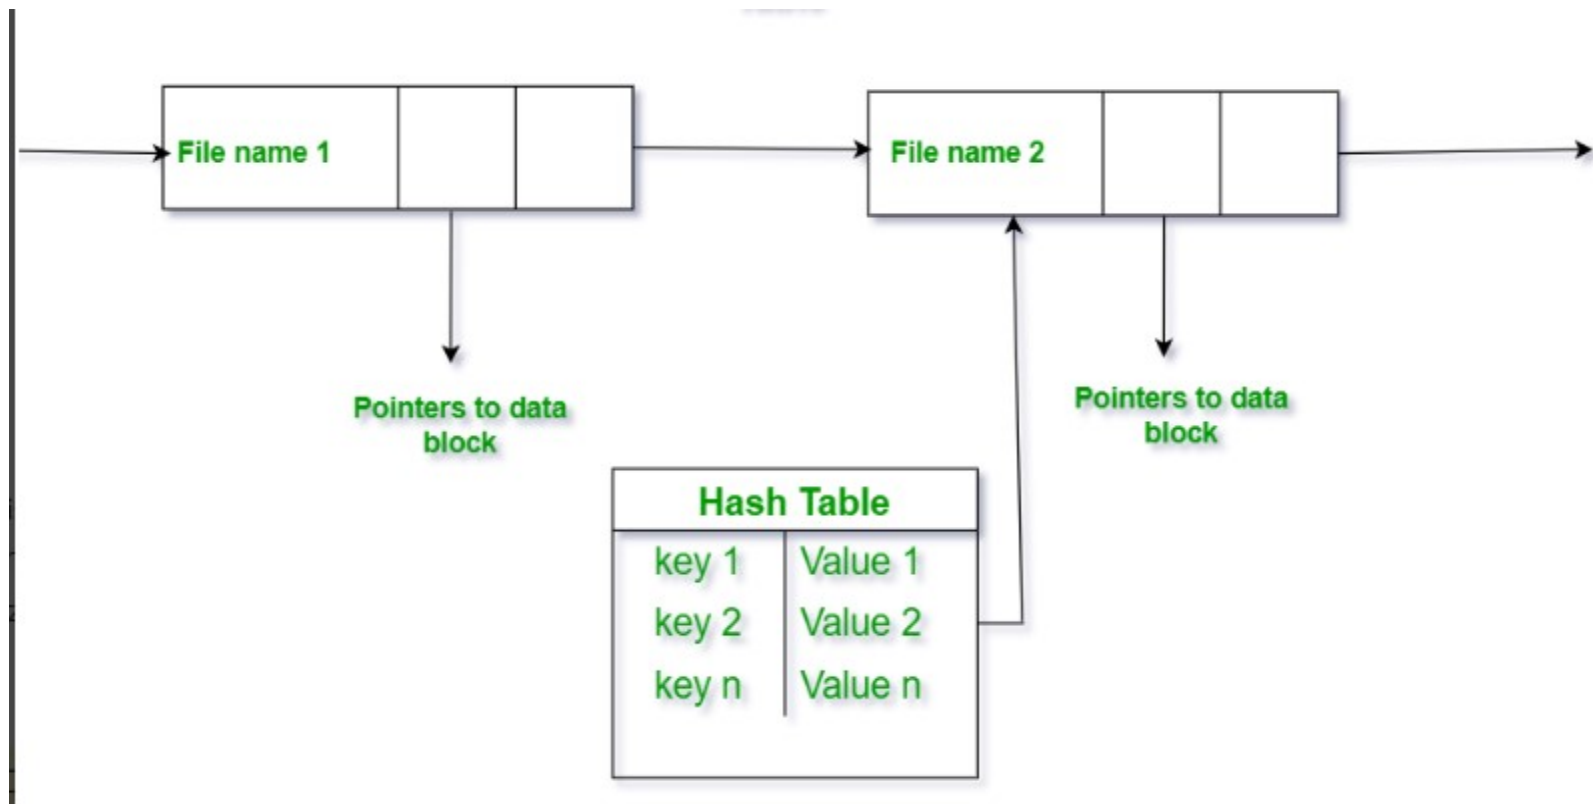 File name 1
File name 2
Pointers to data
block
Pointers to data
block
Hash Table
key 1 Value 1
key 2 Value 2
key n Value n